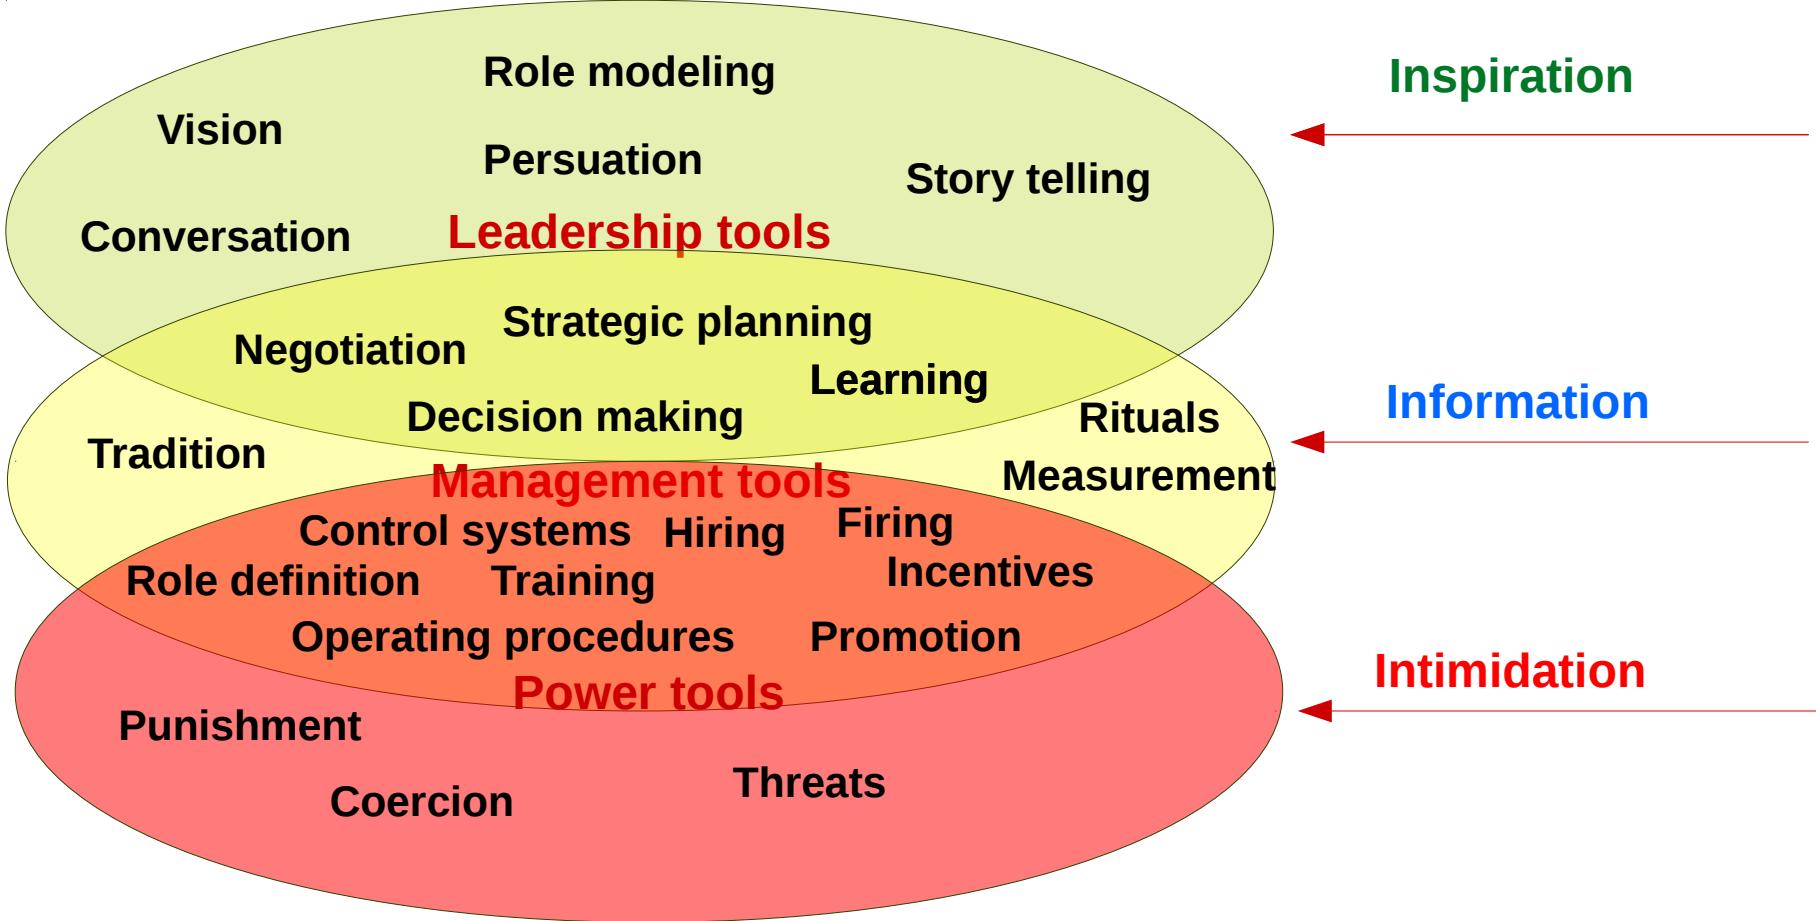 Role modeling
Inspiration
Vision
Persuation
Story telling
Conversation
Leadership tools
Strategic planning
Negotiation
Learning
Decision making
Information
Rituals
Tradition
Measurement
Management tools
Control systems
Hiring
Firing
Role definition
Training
Incentives
Operating procedures
Promotion
Intimidation
Power tools
Punishment
Threats
Coercion